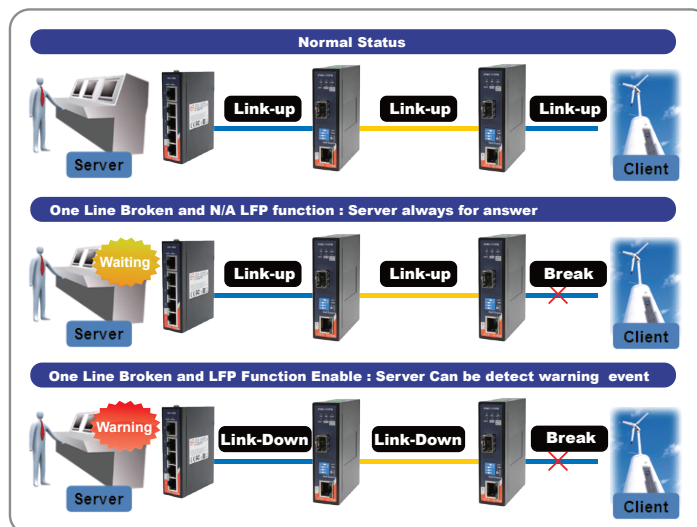 Normal Status
Link-up Link-up Link-up
Server Client
One Line Broken and N/A LFP function : Server always for answer
Waiting
Link-up Link-up Break
Server Client
One Line Broken and LFP Function Enable : Server Can be detect warning event
Warning
Link-Down Link-Down Break
Server Client